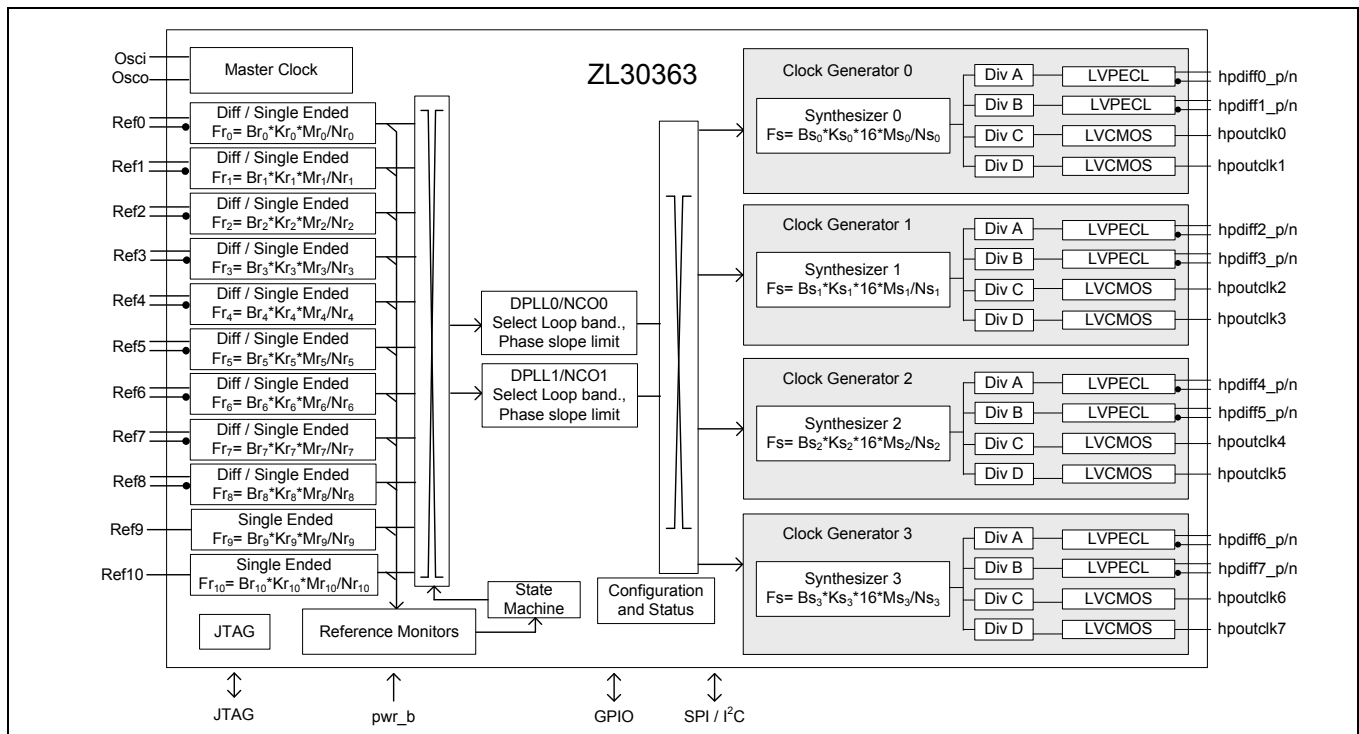 ZL30363
Osci
Osco
Master Clock
Ref0
Diff / Single Ended
Fr0= Br0*Kr0*Mr0/Nr0
Ref1
Diff / Single Ended
Fr1= Br1*Kr1*Mr1/Nr1
Ref2
Diff / Single Ended
Fr2= Br2*Kr2*Mr2/Nr2
Ref3
Diff / Single Ended
Fr3= Br3*Kr3*Mr3/Nr3
Ref4
Diff / Single Ended
Fr4= Br4*Kr4*Mr4/Nr4
Ref5
Diff / Single Ended
Fr5= Br5*Kr5*Mr5/Nr5
Ref6
Diff / Single Ended
Fr6= Br6*Kr6*Mr6/Nr6
Ref7
Diff / Single Ended
Fr7= Br7*Kr7*Mr7/Nr7
Ref8
Diff / Single Ended
Fr8= Br8*Kr8*Mr8/Nr8
Ref9
Single Ended
Fr9= Br9*Kr9*Mr9/Nr9
Ref10
Single Ended
Fr10= Br10*Kr10*Mr10/Nr10
JTAG
Reference Monitors
State
Machine
DPLL0/NCO0
Select Loop band.,
Phase slope limit
DPLL1/NCO1
Select Loop band.,
Phase slope limit
Configuration
and Status
Clock Generator 0
Synthesizer 0
Fs= Bs0*Ks0*16*Ms0/Ns0
Div A
LVPECL
hpdiff0_p/n
Div B
LVPECL
hpdiff1_p/n
Div C
LVCMOS
hpoutclk0
Div D
LVCMOS
hpoutclk1
Clock Generator 1
Synthesizer 1
Fs= Bs1*Ks1*16*Ms1/Ns1
Div A
LVPECL
hpdiff2_p/n
Div B
LVPECL
hpdiff3_p/n
Div C
LVCMOS
hpoutclk2
Div D
LVCMOS
hpoutclk3
Clock Generator 2
Synthesizer 2
Fs= Bs2*Ks2*16*Ms2/Ns2
Div A
LVPECL
hpdiff4_p/n
Div B
LVPECL
hpdiff5_p/n
Div C
LVCMOS
hpoutclk4
Div D
LVCMOS
hpoutclk5
Clock Generator 3
Synthesizer 3
Fs= Bs3*Ks3*16*Ms3/Ns3
Div A
LVPECL
hpdiff6_p/n
Div B
LVPECL
hpdiff7_p/n
Div C
LVCMOS
hpoutclk6
Div D
LVCMOS
hpoutclk7
JTAG
pwr_b
GPIO
SPI / I2C